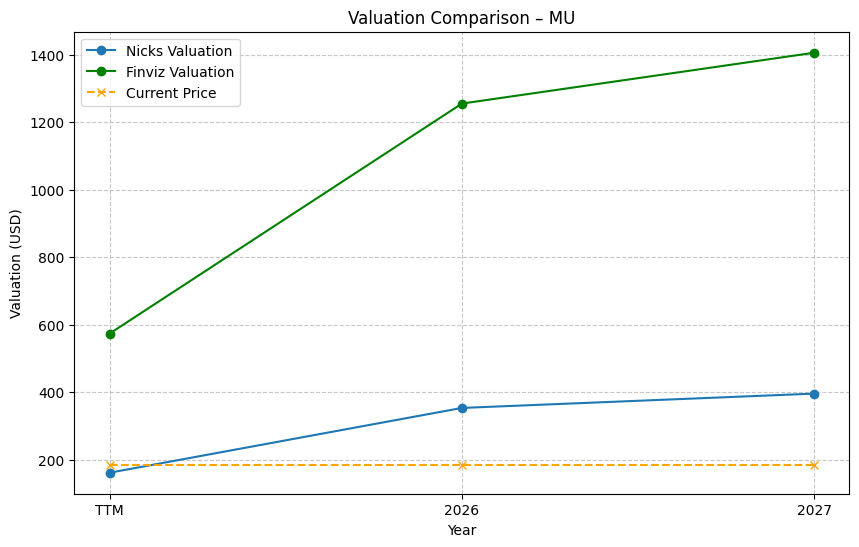 Valuation Comparison – MU
Nicks Valuation
Finviz Valuation
Current Price
Valuation (USD)
1400
1200
1000
800
600
400
200
TTM 2026 2027
Year